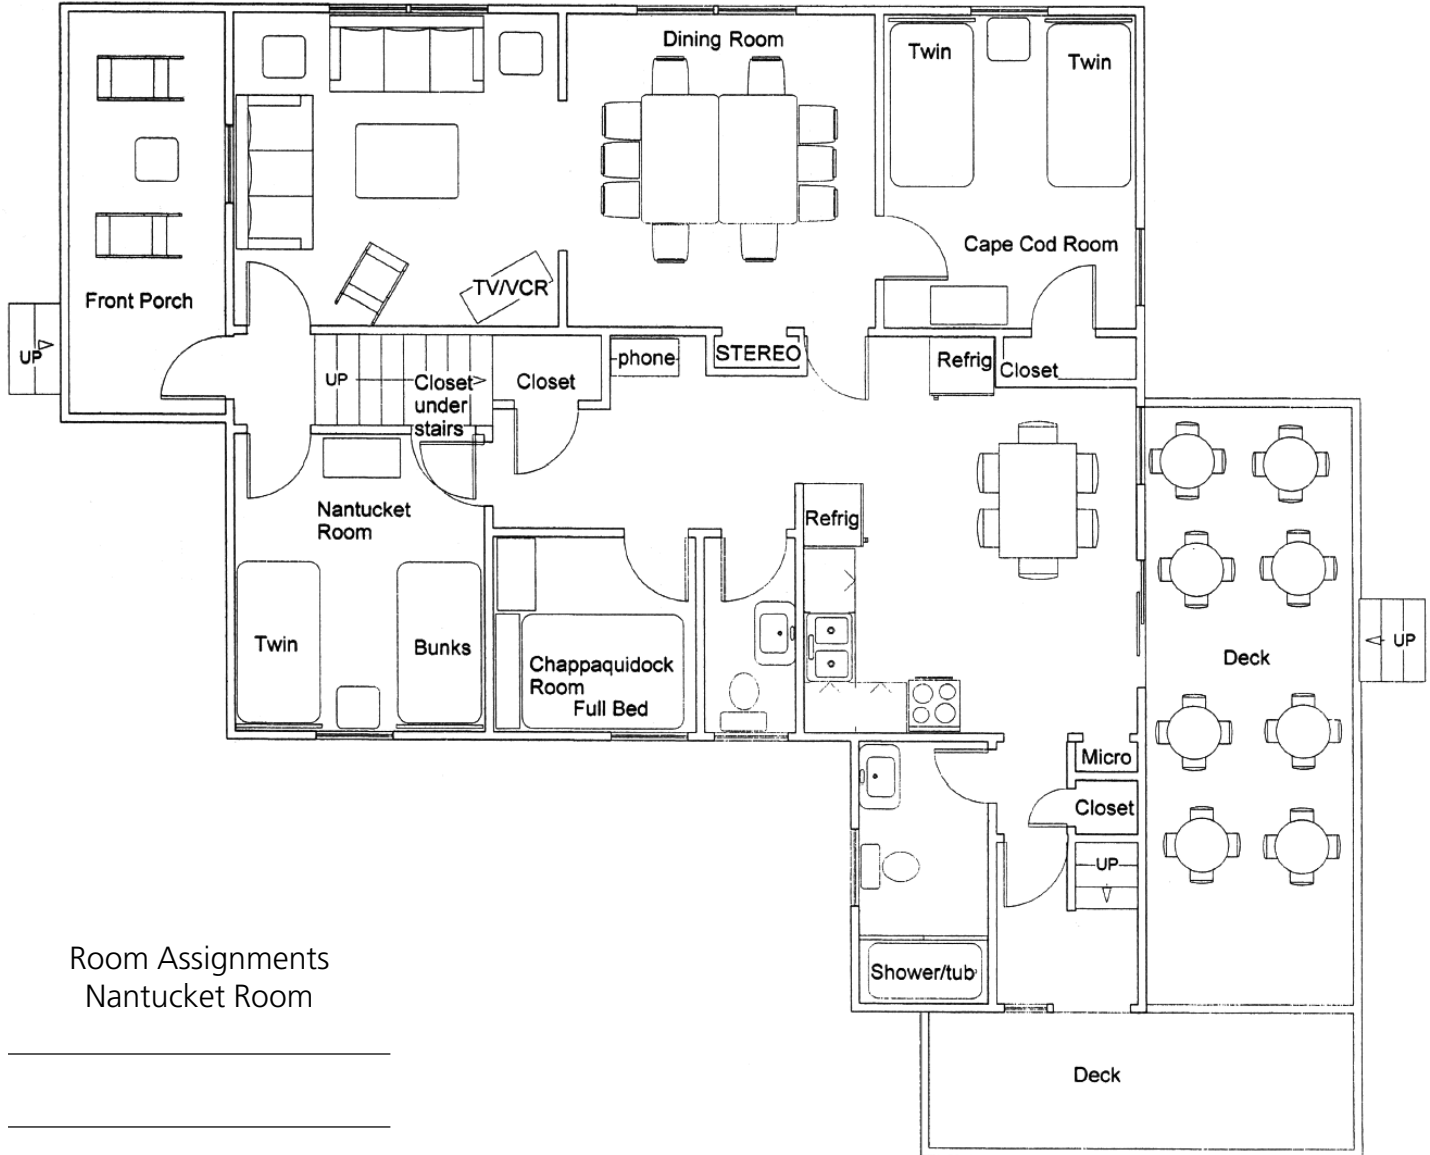 Dining Room
Twin
Twin
Cape Cod Room
TV/VCR
Front Porch
UP
phone
STEREO
Refrig
Closet
UP
Closet
under
stairs
Closet
Nantucket
Room
Refrig
Twin
Bunks
Chappaquidock
Room
Full Bed
Deck
UP
Micro
Closet
UP
Shower/tub
Room Assignments
Nantucket Room
Deck